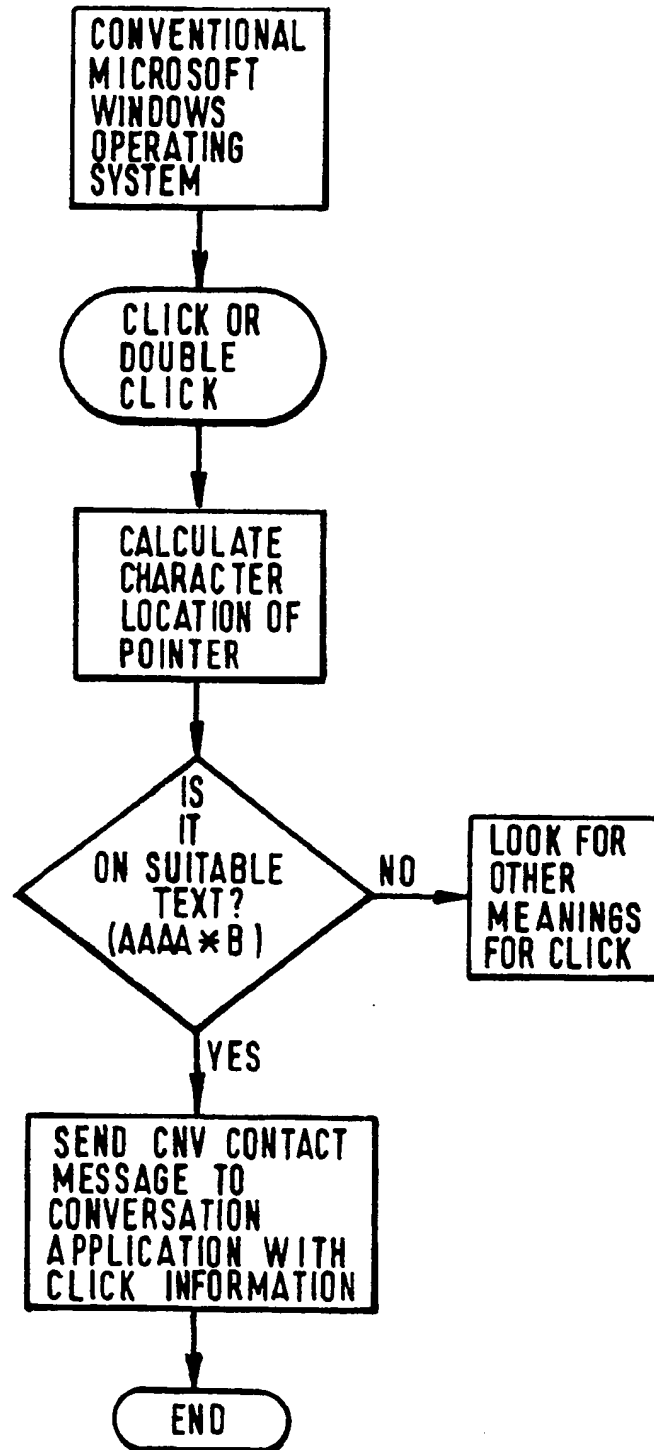 CONVENTIONAL
MICROSOFT
WINDOWS
OPERATING
SYSTEM
CLICK OR
DOUBLE
CLICK
CALCULATE
CHARACTER
LOCATION OF
POINTER
IS
IT
ON SUITABLE
TEXT?
(AAAA*B)
NO
LOOK FOR
OTHER
MEANINGS
FOR CLICK
YES
SEND CNV CONTACT
MESSAGE TO
CONVERSATION
APPLICATION WITH
CLICK INFORMATION
END